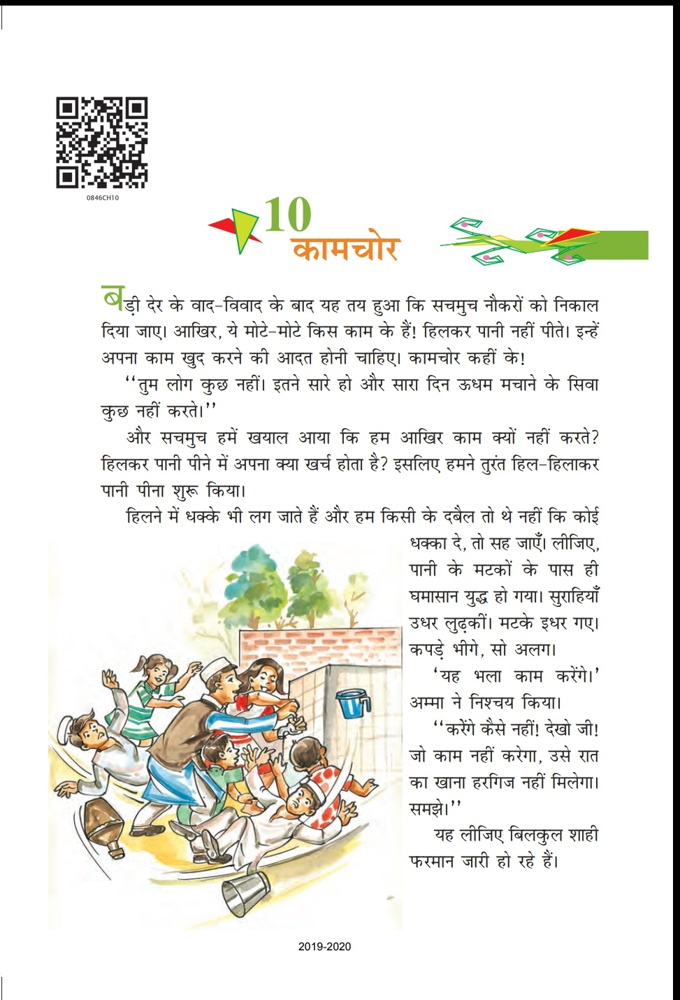 0846CH10
10
कामचोर
बड़ी देर के वाद-विवाद के बाद यह तय हुआ कि सचमुच नौकरों को निकाल
दिया जाए। आखिर, ये मोटे-मोटे किस काम के हैं! हिलकर पानी नहीं पीते। इन्हें
अपना काम खुद करने की आदत होनी चाहिए। कामचोर कहीं के!
‘‘तुम लोग कुछ नहीं। इतने सारे हो और सारा दिन ऊधम मचाने के सिवा
कुछ नहीं करते।’’
और सचमुच हमें खयाल आया कि हम आखिर काम क्यों नहीं करते?
हिलकर पानी पीने में अपना क्या खर्च होता है? इसलिए हमने तुरंत हिल-हिलाकर
पानी पीना शुरू किया।
हिलने में धक्के भी लग जाते हैं और हम किसी के दबैल तो थे नहीं कि कोई
धक्का दे, तो सह जाएँ। लीजिए,
पानी के मटकों के पास ही
घमासान युद्ध हो गया। सुराहियाँ
उधर लुढ़कीं। मटके इधर गए।
कपड़े भीगे, सो अलग।
‘यह भला काम करेंगे।’
अम्मा ने निश्चय किया।
‘‘करेंगे कैसे नहीं! देखो जी!
जो काम नहीं करेगा, उसे रात
का खाना हरगिज नहीं मिलेगा।
समझे।’’
यह लीजिए बिलकुल शाही
फरमान जारी हो रहे हैं।
2019-2020